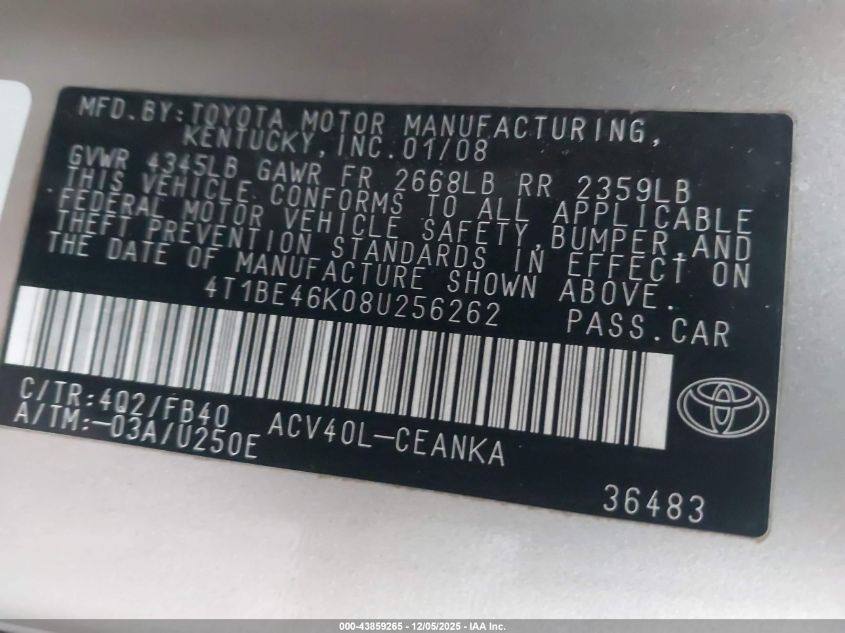 MFD.BY:TOYOTA MOTOR MANUFACTURING,
KENTUCKY,INC.01/08
GVWR 4345LB GAWR FR 2668LB RR 2359LB
THIS VEHICLE CONFORMS TO ALL APPLICABLE
FEDERAL MOTOR VEHICLE SAFETY,BUMPER,AND
THEFT PREVENTION STANDARDS IN EFFECT ON
THE DATE OF MANUFACTURE SHOWN ABOVE.
4T1BE46K08U256262 PASS.CAR
C/TR:4Q2/FB40
A/TM:-03A/U250E ACV40L-CEANKA
36483
000-43859265 - 12/05/2025 - IAA Inc.